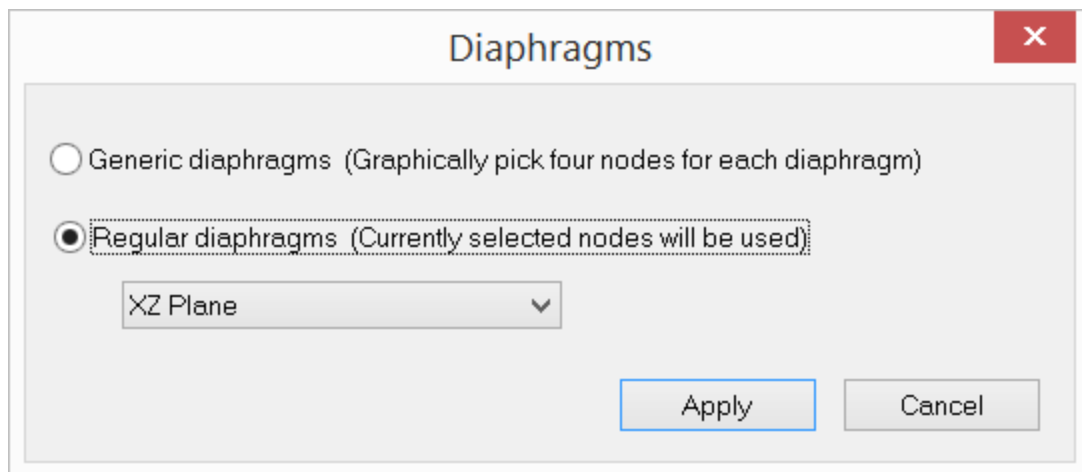 Diaphragms
Generic diaphragms (Graphically pick four nodes for each diaphragm)
Regular diaphragms (Currently selected nodes will be used)
XZ Plane
Apply Cancel